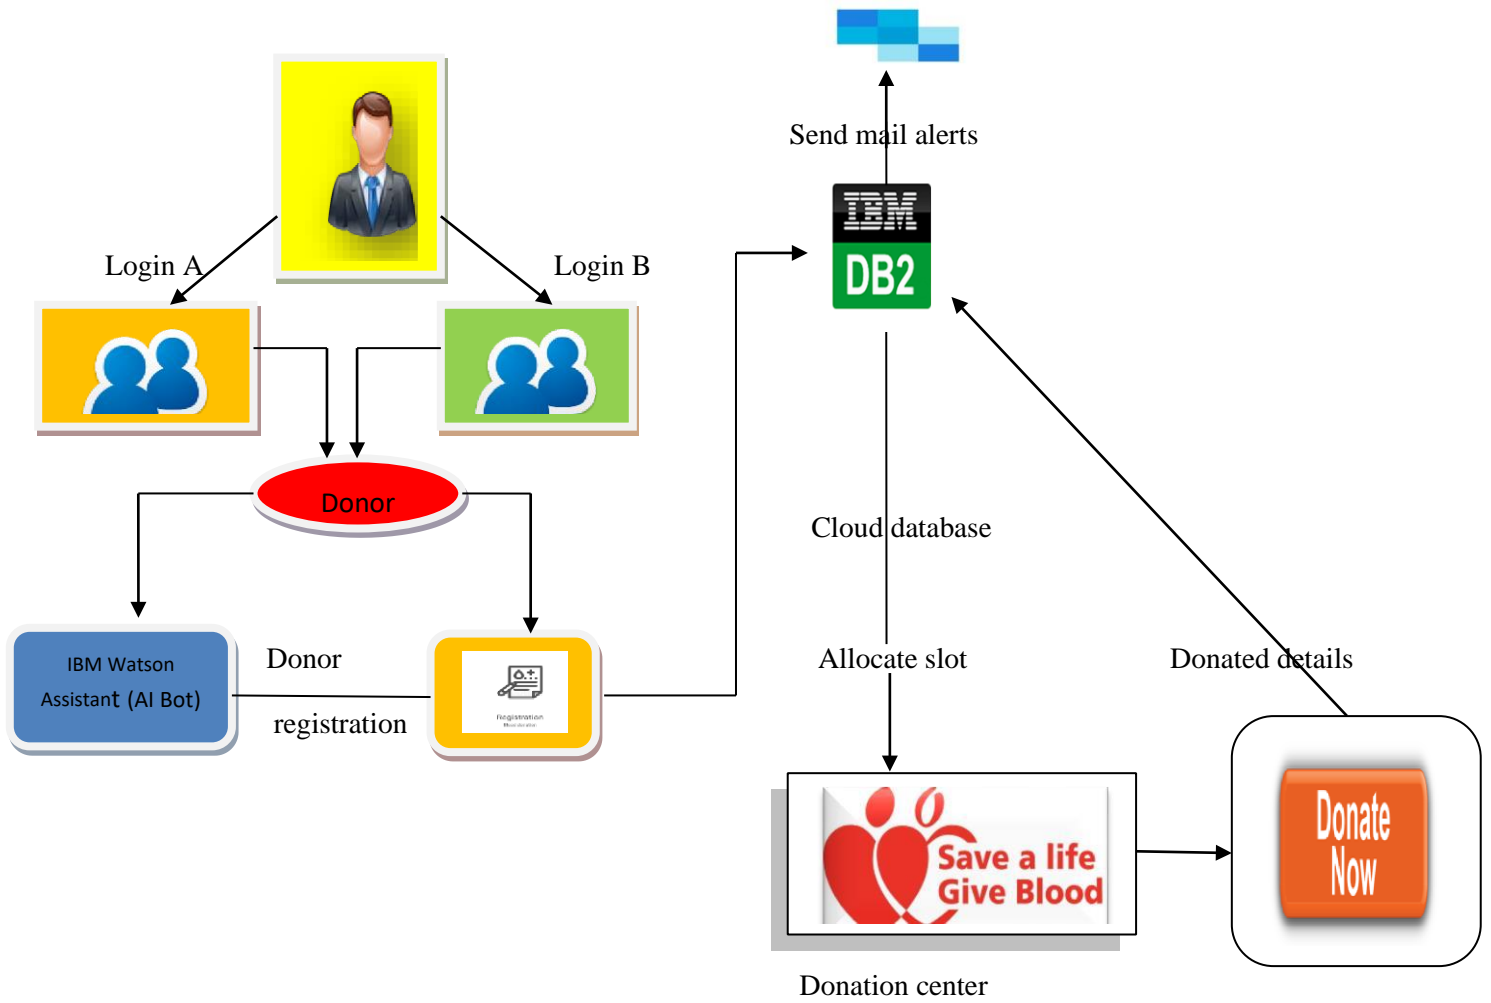 Send mail alerts
IBM
DB2
Login A
Login B
Donor
Cloud database
IBM Watson
Assistant (AI Bot)
Donor
registration
Registration
Allocate slot
Donated details
Save a life
Give Blood
Donate
Now
Donation center